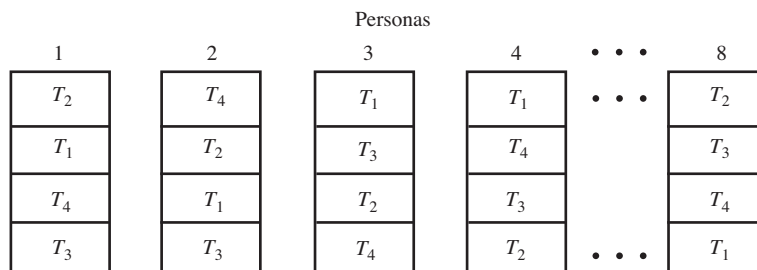 Personas
1 2 3 4 • • • 8
T₂ T₄ T₁ T₁ • • • T₂
T₁ T₂ T₃ T₄ T₃
T₄ T₁ T₂ T₃ T₄
T₃ T₃ T₄ T₂ • • • T₁